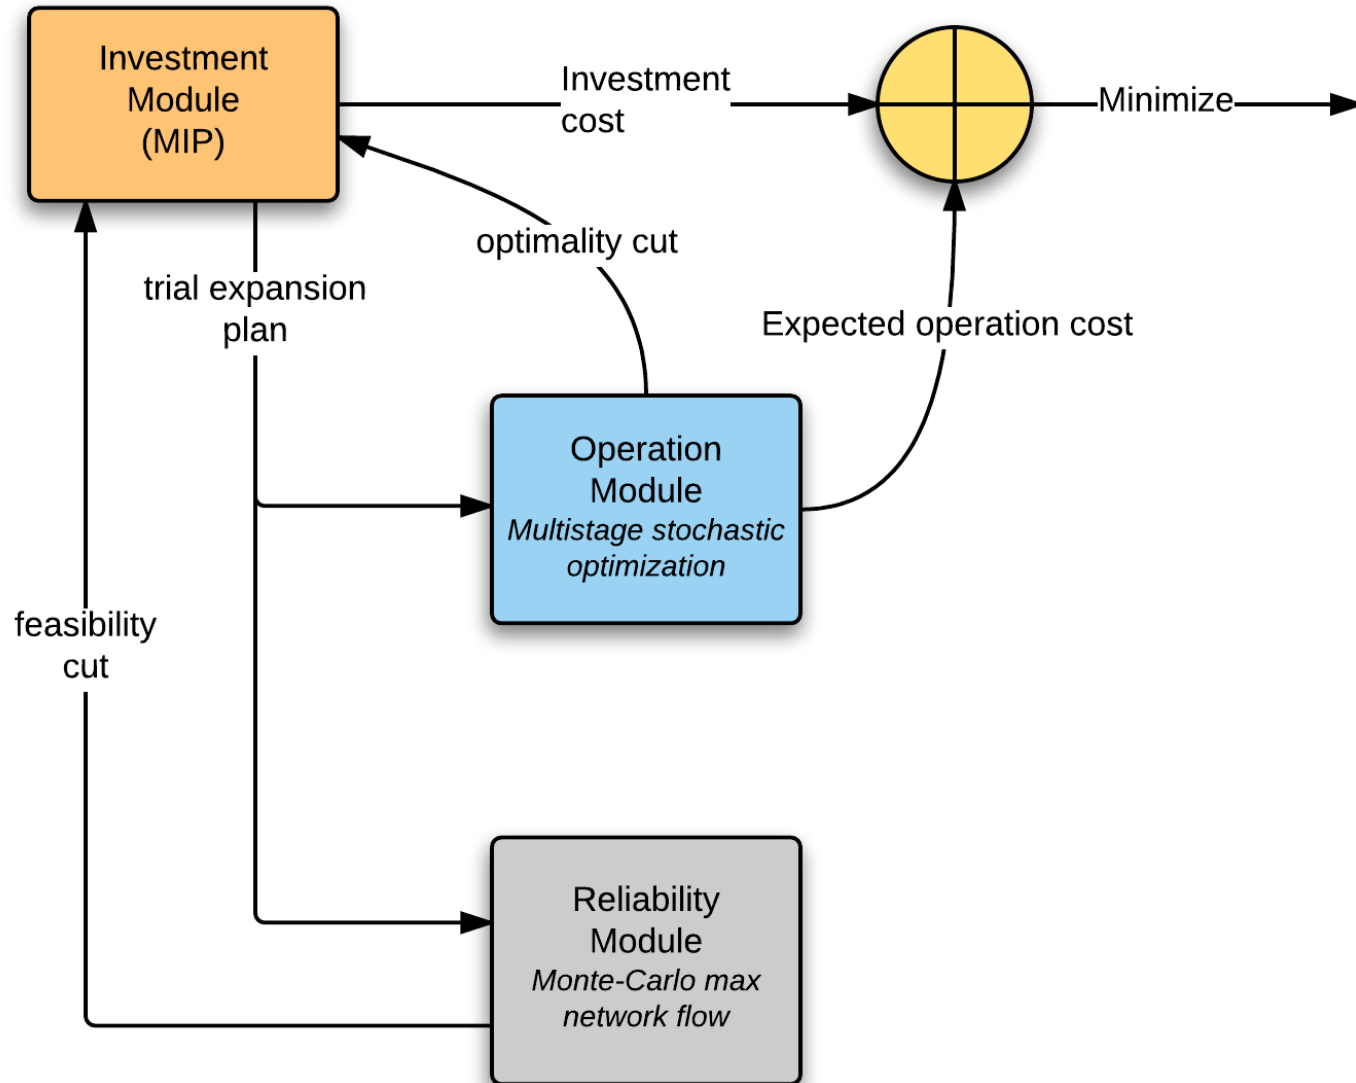 Investment
Module
(MIP)
Investment
cost
Minimize
optimality cut
trial expansion
plan
Expected operation cost
Operation
Module
Multistage stochastic
optimization
feasibility
cut
Reliability
Module
Monte-Carlo max
network flow